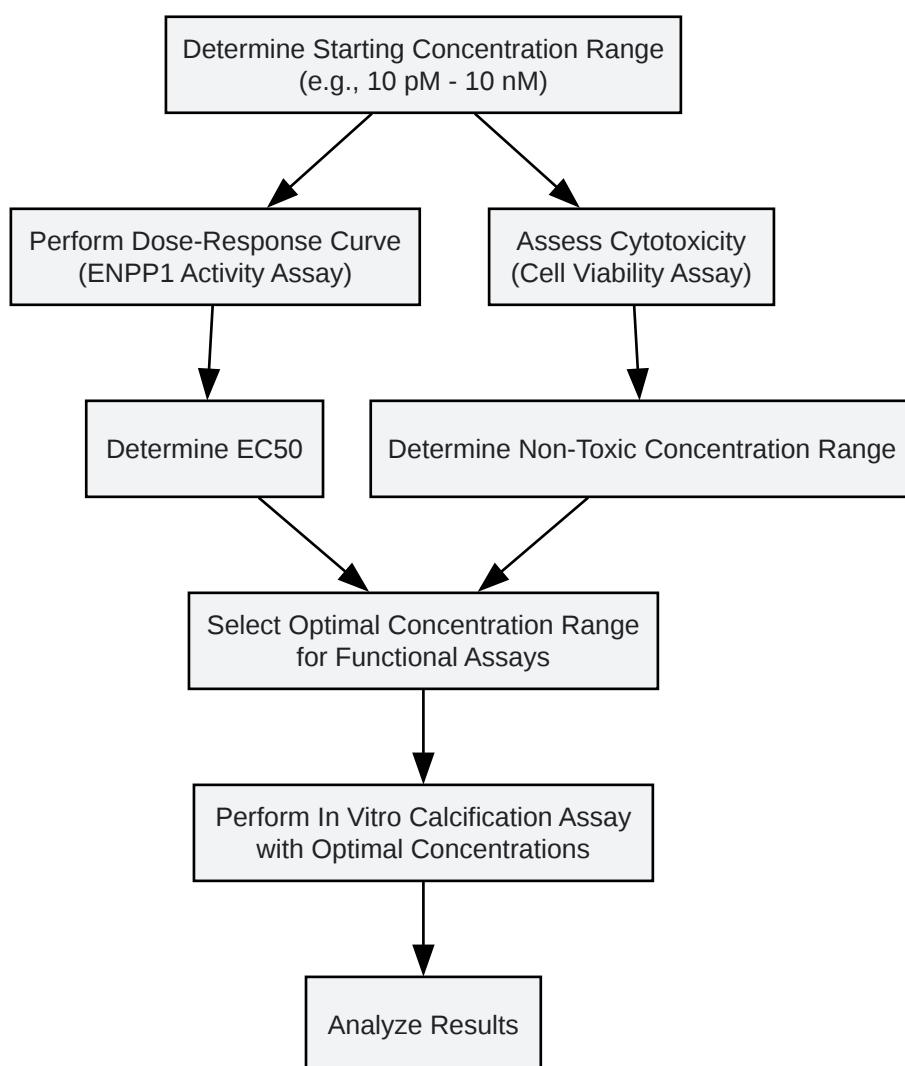 Determine Starting Concentration Range
(e.g., 10 pM - 10 nM)
Perform Dose-Response Curve
(ENPP1 Activity Assay)
Assess Cytotoxicity
(Cell Viability Assay)
Determine EC50
Determine Non-Toxic Concentration Range
Select Optimal Concentration Range
for Functional Assays
Perform In Vitro Calcification Assay
with Optimal Concentrations
Analyze Results